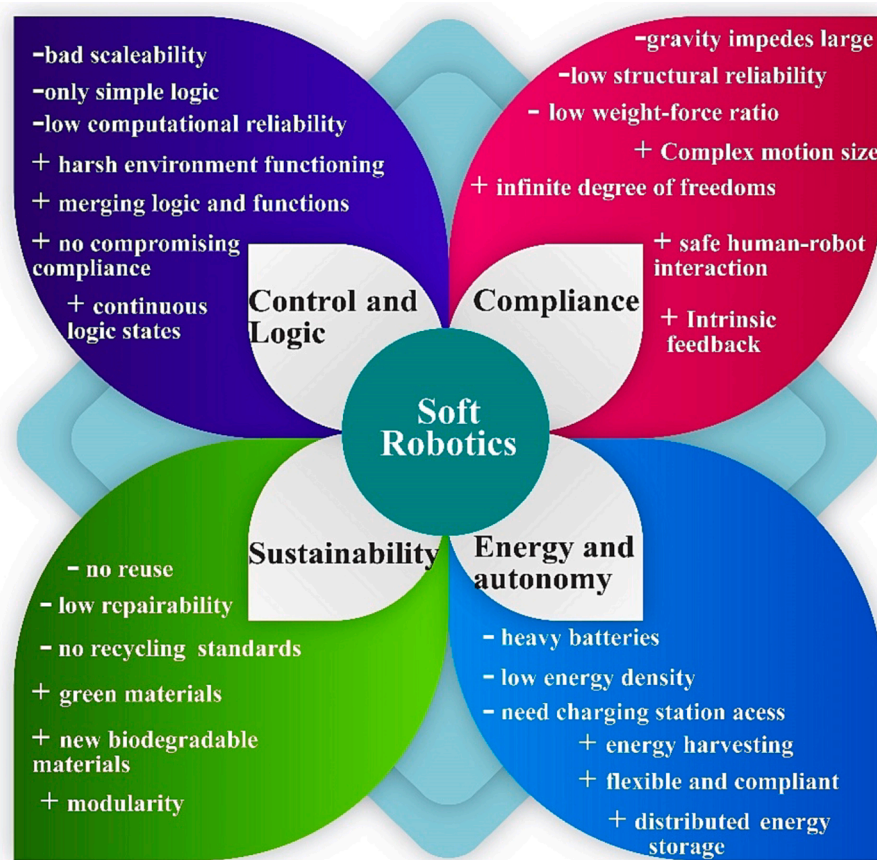 -bad scaleability
-only simple logic
-low computational reliability
+ harsh environment functioning
+ merging logic and functions
+ no compromising
compliance
+ continuous
logic states
Control and
Logic
-gravity impedes large
-low structural reliability
- low weight-force ratio
+ Complex motion size
+ infinite degree of freedoms
+ safe human-robot
interaction
+ Intrinsic
feedback
Compliance
Soft
Robotics
Sustainability
- no reuse
- low repairability
- no recycling standards
+ green materials
+ new biodegradable
materials
+ modularity
Energy and
autonomy
- heavy batteries
- low energy density
- need charging station acess
+ energy harvesting
+ flexible and compliant
+ distributed energy
storage